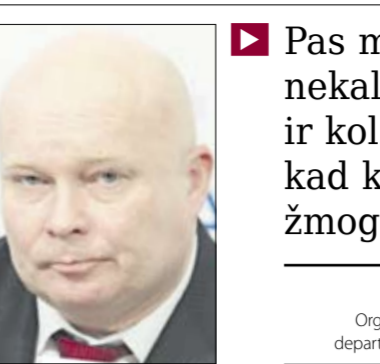 Pas m
nekal
ir kol
kad k
žmog
Org
depart